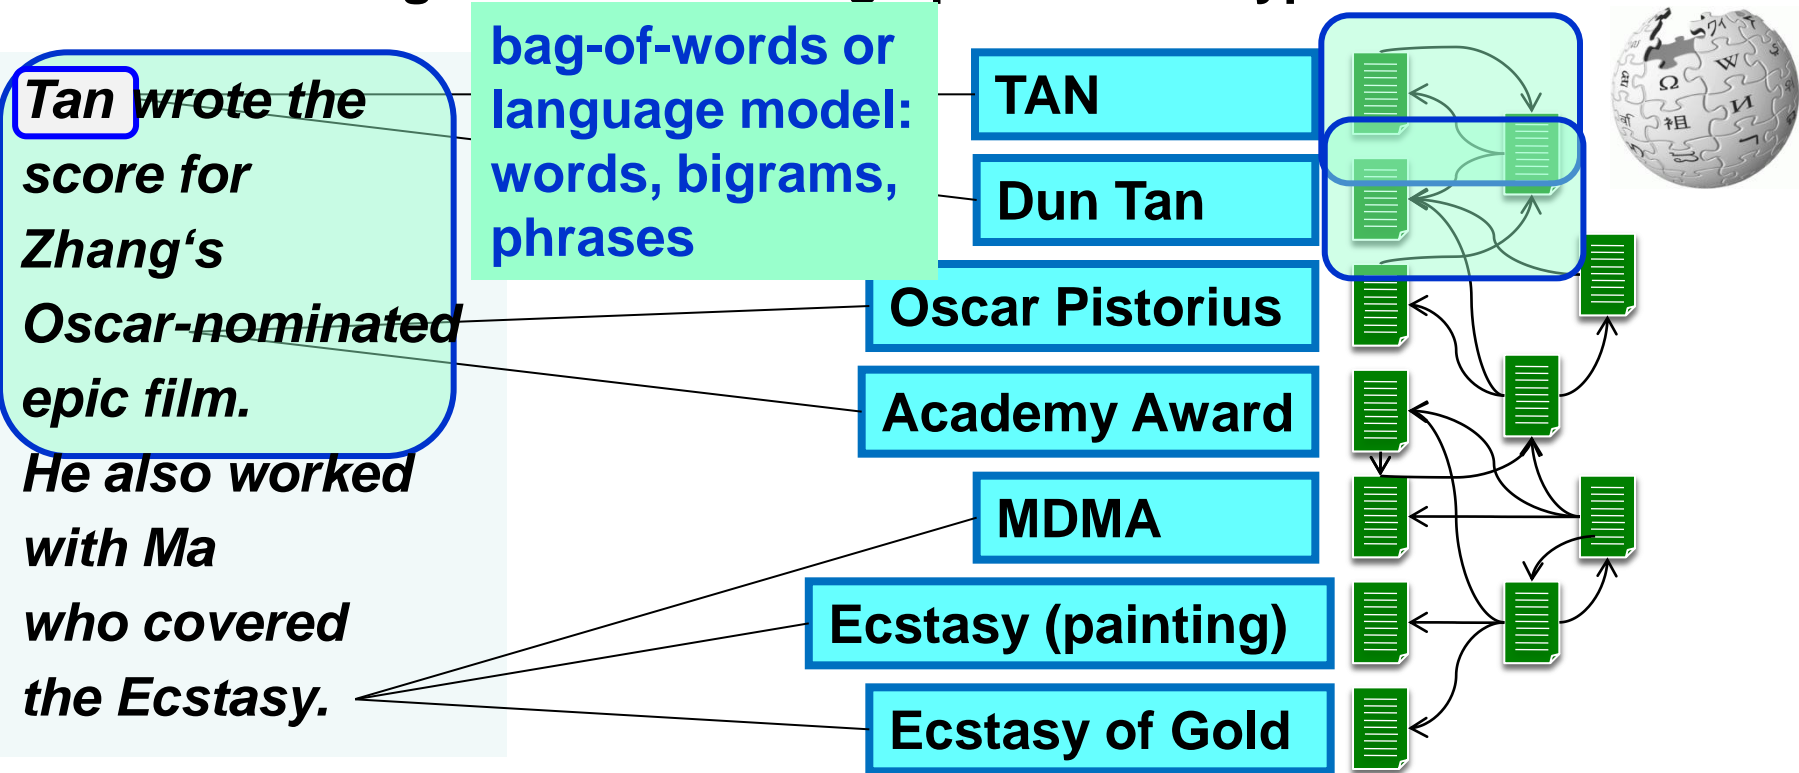 Tan wrote the
score for
Zhang‘s
Oscar-nominated
epic film.
He also worked
with Ma
who covered
the Ecstasy.
bag-of-words or
language model:
words, bigrams,
phrases
TAN
Dun Tan
Oscar Pistorius
Academy Award
MDMA
Ecstasy (painting)
Ecstasy of Gold
Ω
W
И
祖